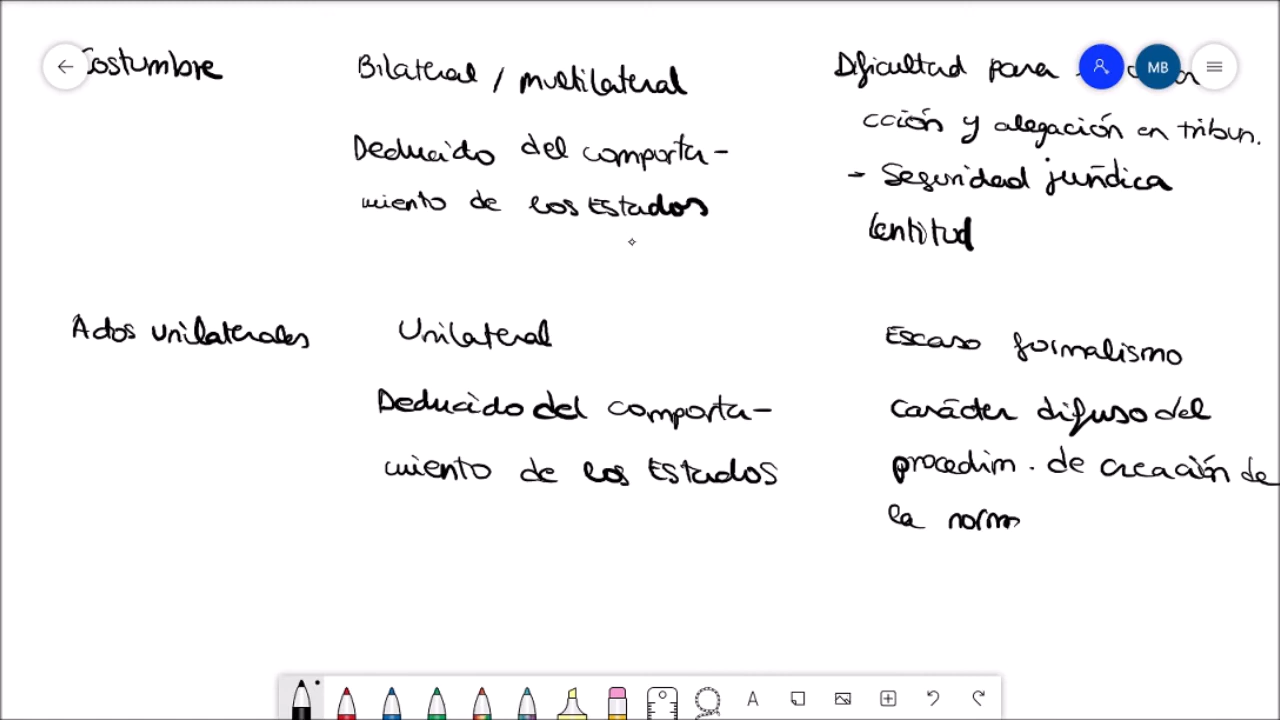 Costumbre
Bilateral / multilateral
Deducido del comporta-
miento de los Estados
Dificultad para
cción y alegación en tribun.
- Seguridad jurídica
lentitud
Actos unilaterales
Unilateral
Deducido del comporta-
miento de los Estados
Escaso formalismo
carácter difuso del
procedim. de creación de
la norm
MB
A